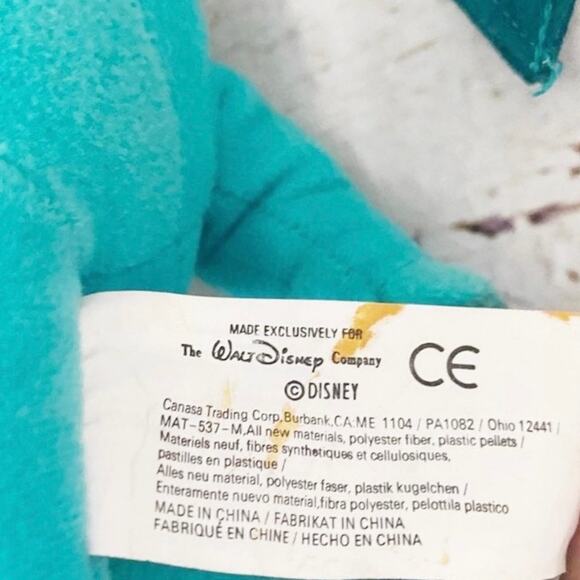 MADE EXCLUSIVELY FOR
The WALT DISNEY Company
CE
©DISNEY
Canasa Trading Corp,Burbank,CA:ME 1104 / PA1082 / Ohio 12441 /
MAT-537-M,All new materials, polyester fiber, plastic pellets /
Materiels neuf, fibres synthetiques et cellulosiques,
pastilles en plastique /
Alles neu material, polyester faser, plastik kugelchen /
Enteramente nuevo material,fibra polyester, pelottila plastico
MADE IN CHINA / FABRIKAT IN CHINA
FABRIQUÉ EN CHINE / HECHO EN CHINA